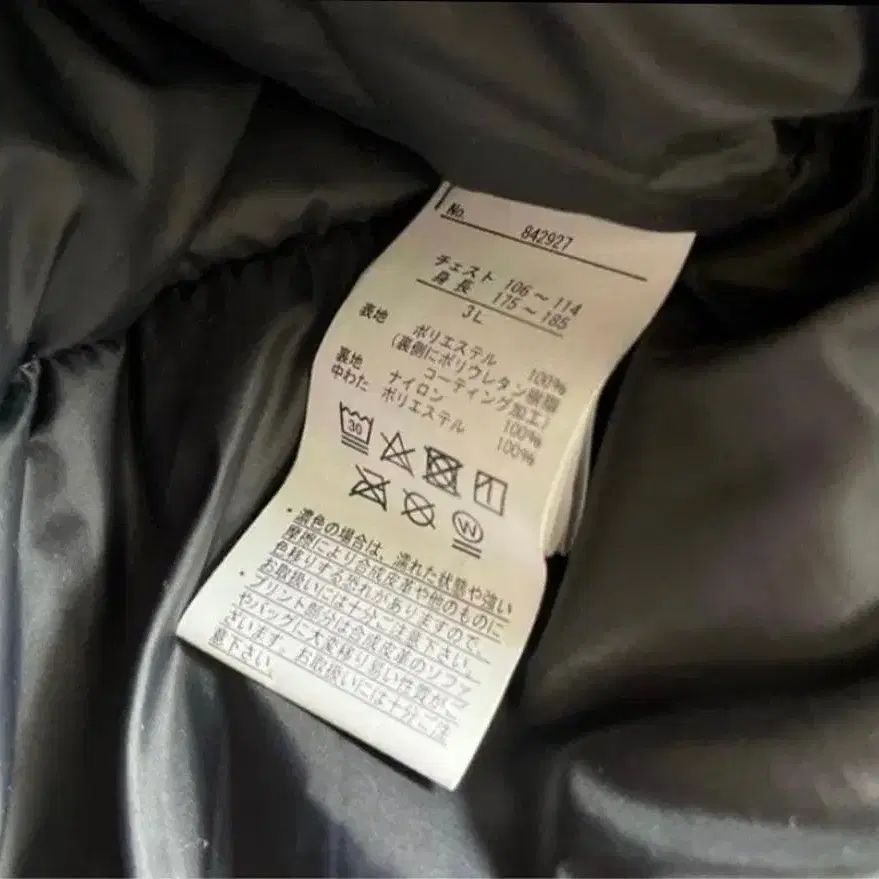 No. 842927
チェスト 106～114
身長 175～185
3L
表地 ポリエステル 100%
(裏側にポリウレタン樹脂
コーティング加工)
裏地 ナイロン 100%
中わた ポリエステル 100%
30
W
・濃色の場合は、濡れた状態や強い
摩擦により合成皮革や他のものに
色移りする恐れがありますので、
お取扱いには十分ご注意下さい。
・プリント部分は合成皮革のソファ
やバッグに大変移り易い性質がご
ざいます。お取扱いには十分ご注
意下さい。